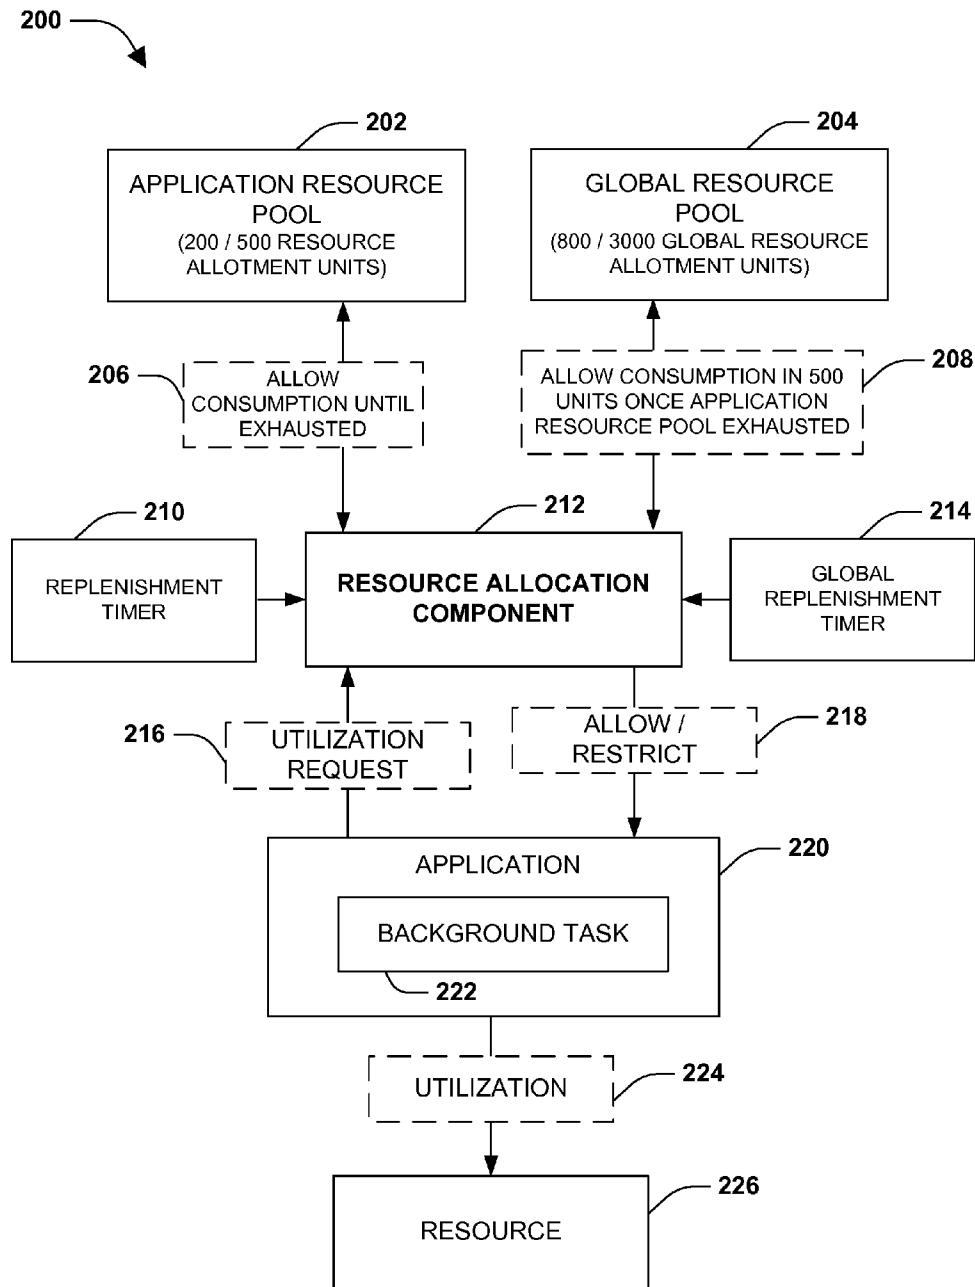 200
202
204
APPLICATION RESOURCE
POOL
(200 / 500 RESOURCE
ALLOTMENT UNITS)
GLOBAL RESOURCE
POOL
(800 / 3000 GLOBAL RESOURCE
ALLOTMENT UNITS)
206
ALLOW
CONSUMPTION UNTIL
EXHAUSTED
ALLOW CONSUMPTION IN 500
UNITS ONCE APPLICATION
RESOURCE POOL EXHAUSTED
208
210
212
214
REPLENISHMENT
TIMER
RESOURCE ALLOCATION
COMPONENT
GLOBAL
REPLENISHMENT
TIMER
216
UTILIZATION
REQUEST
ALLOW /
RESTRICT
218
APPLICATION
220
BACKGROUND TASK
222
UTILIZATION
224
RESOURCE
226